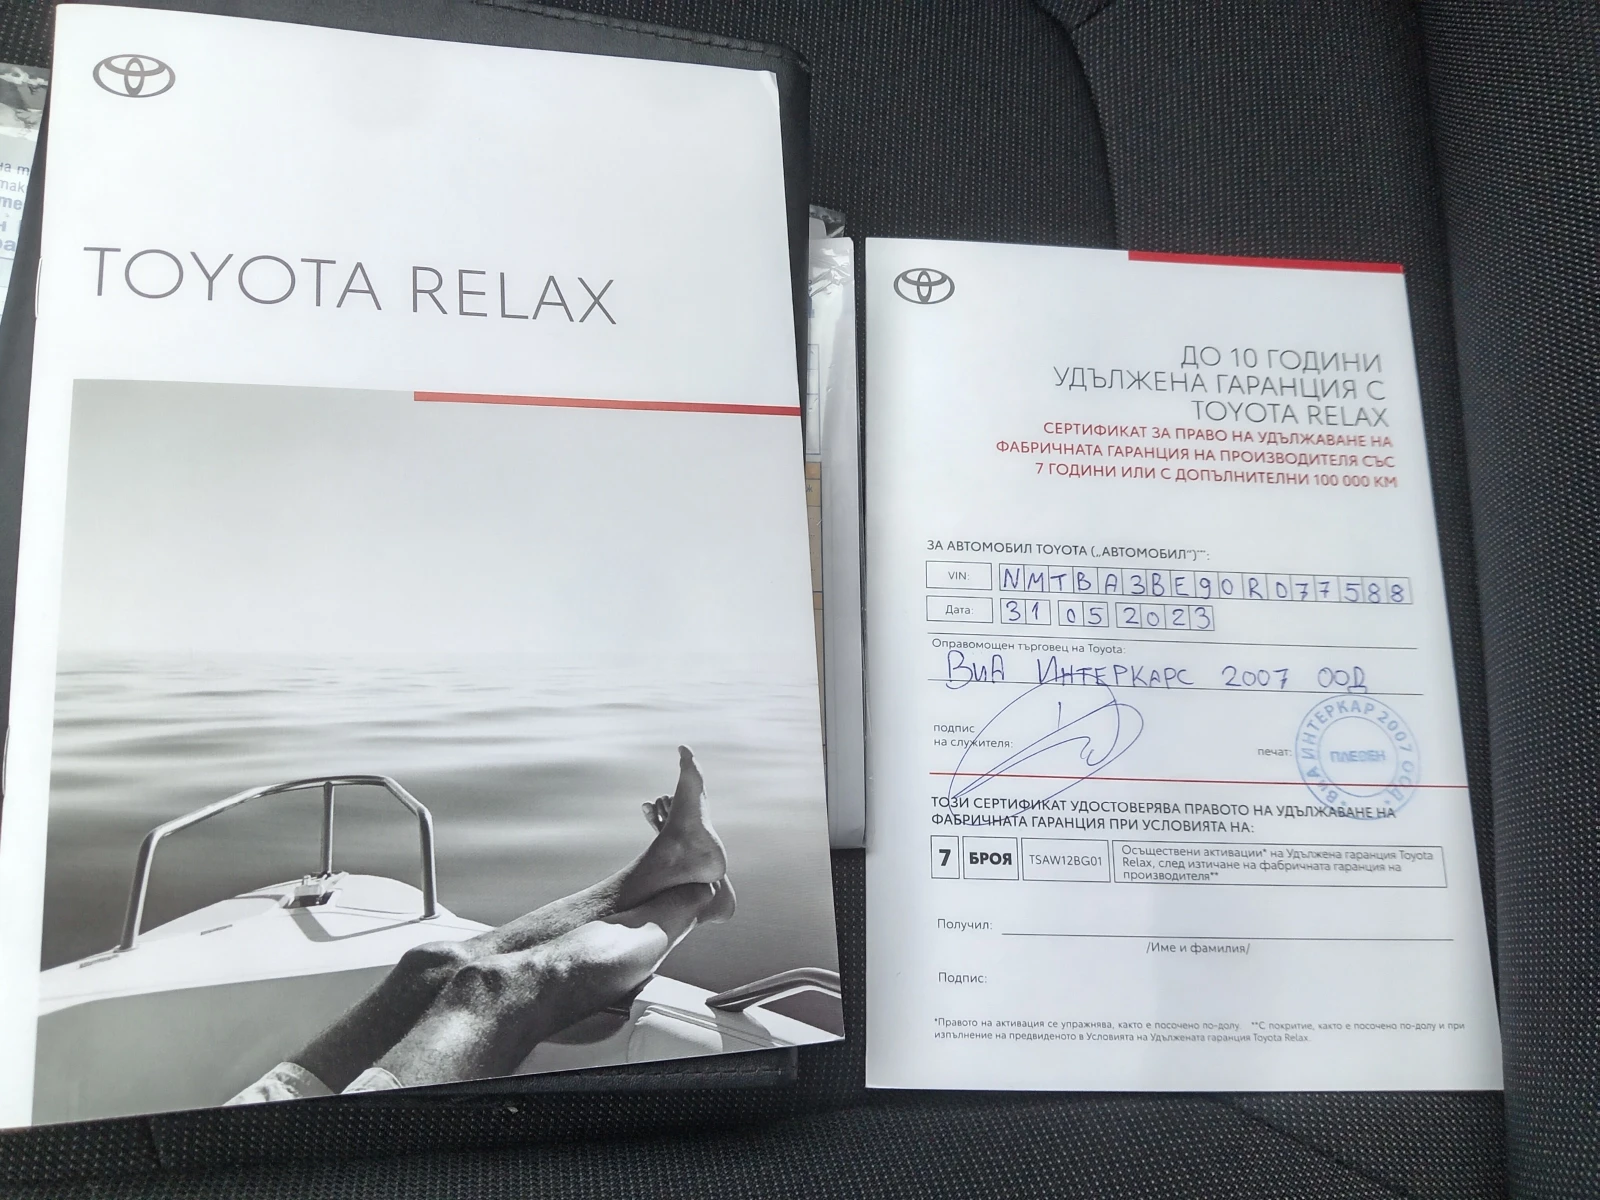 TOYOTA RELAX
на т
так
те
н
ра
ДО 10 ГОДИНИ
УДЪЛЖЕНА ГАРАНЦИЯ С
TOYOTA RELAX
СЕРТИФИКАТ ЗА ПРАВО НА УДЪЛЖАВАНЕ НА
ФАБРИЧНАТА ГАРАНЦИЯ НА ПРОИЗВОДИТЕЛЯ СЪС
7 ГОДИНИ ИЛИ С ДОПЪЛНИТЕЛНИ 100 000 КМ
ЗА АВТОМОБИЛ TOYOTA („АВТОМОБИЛ“)***:
VIN: NMTBA3BE90R077588
Дата: 31 05 2023
Оправомощен търговец на Toyota:
ВиА ИНТЕРКАРС 2007 ООД
подпис
на служителя:
печат:
ВиА ИНТЕРКАР 2007 ООД
ПЛЕВЕН
ТОЗИ СЕРТИФИКАТ УДОСТОВЕРЯВА ПРАВОТО НА УДЪЛЖАВАНЕ НА
ФАБРИЧНАТА ГАРАНЦИЯ ПРИ УСЛОВИЯТА НА:
7 БРОЯ TSAW12BG01
Осъществени активации* на Удължена гаранция Toyota
Relax, след изтичане на фабричната гаранция на
производителя**
Получил:
/Име и фамилия/
Подпис:
*Правото на активация се упражнява, както е посочено по-долу. **С покритие, както е посочено по-долу и при
изпълнение на предвиденото в Условията на Удължената гаранция Toyota Relax.